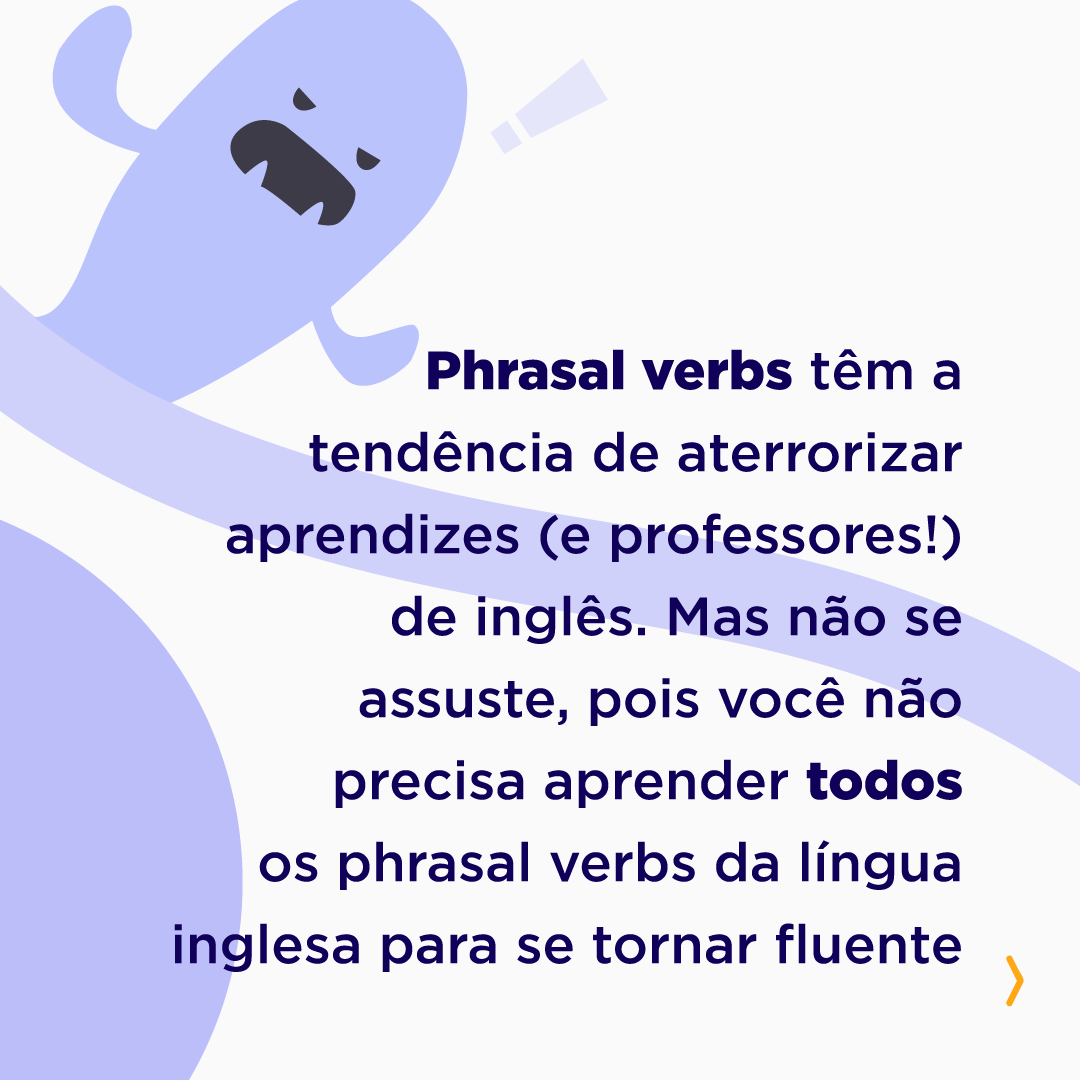 Phrasal verbs têm a
tendência de aterrorizar
aprendizes (e professores!)
de inglês. Mas não se
assuste, pois você não
precisa aprender todos
os phrasal verbs da língua
inglesa para se tornar fluente